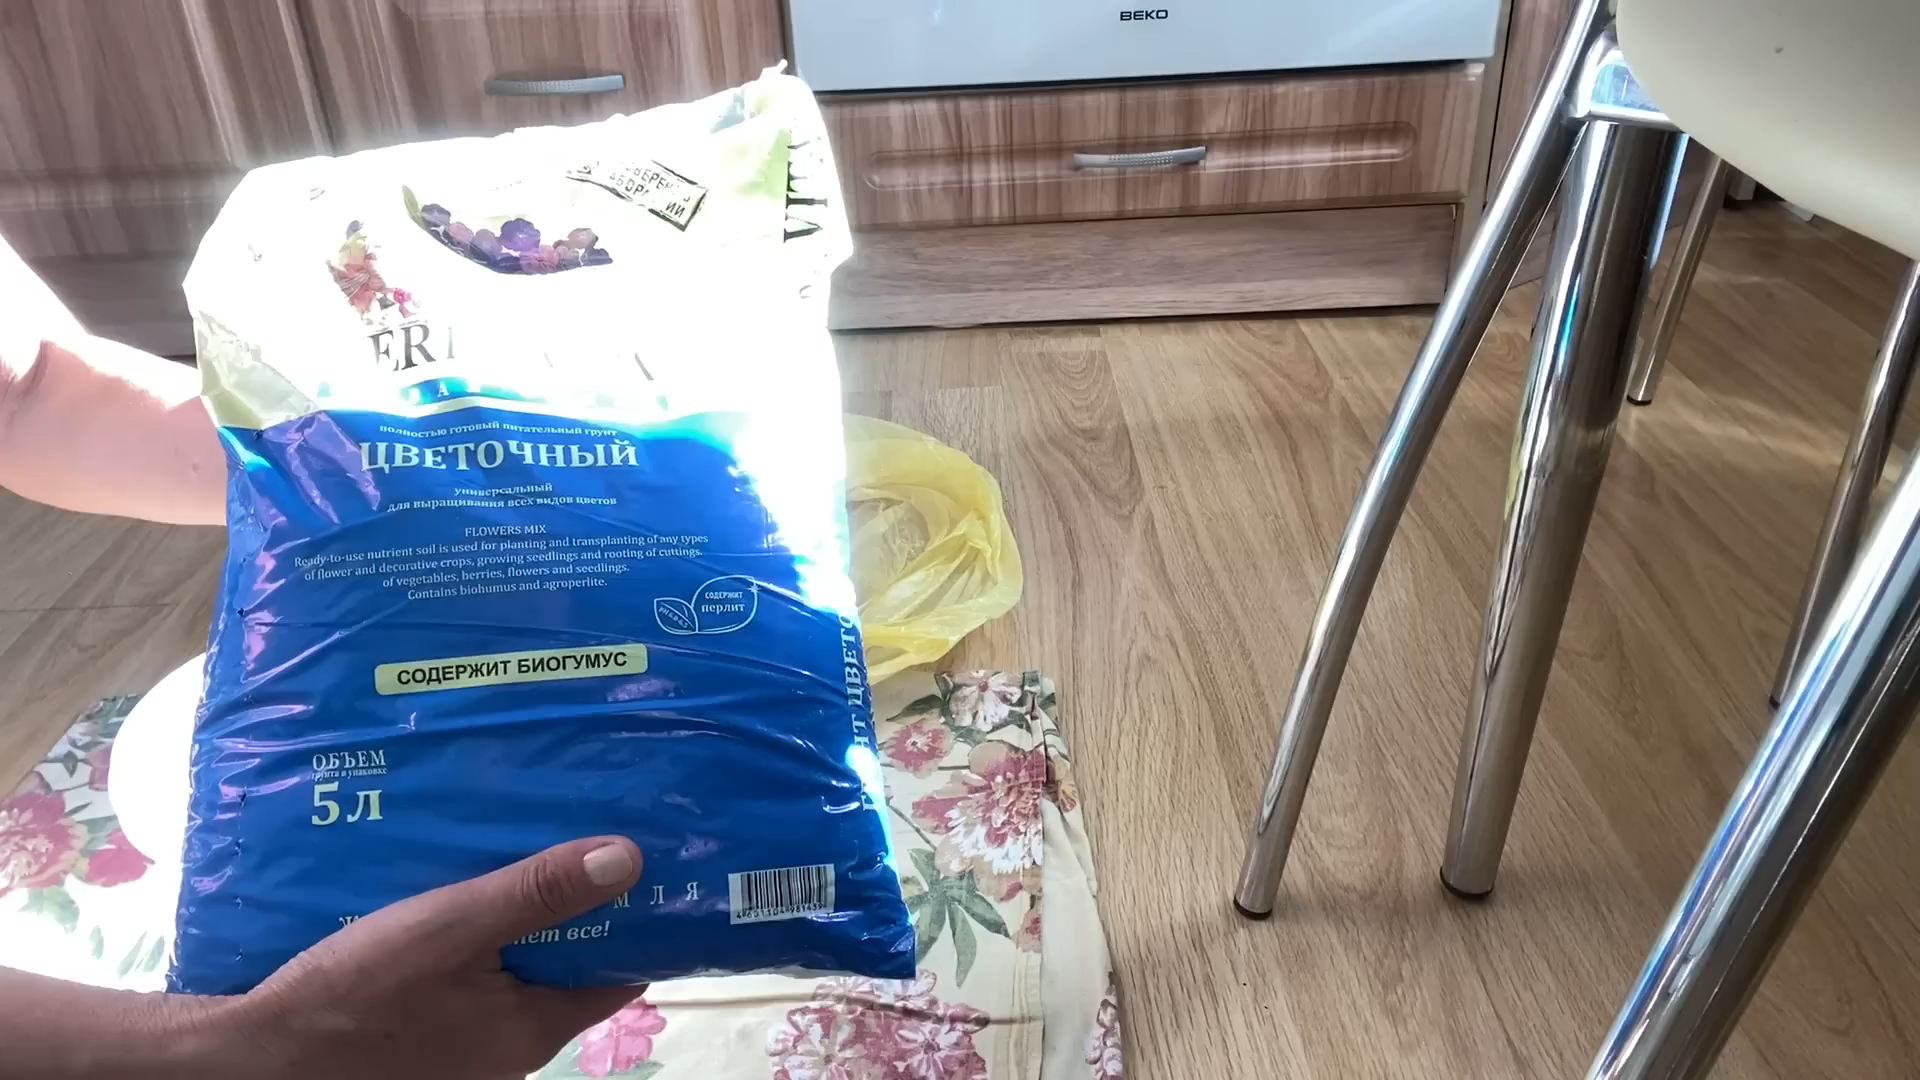 BEKO
полностью готовый питательный грунт
ЦВЕТОЧНЫЙ
универсальный
для выращивания всех видов цветов
FLOWERS MIX
Ready-to-use nutrient soil is used for planting and transplanting of any types
of flower and decorative crops, growing seedlings and rooting of cuttings.
of vegetables, berries, flowers and seedlings.
Contains biohumus and agroperlite.
СОДЕРЖИТ
перлит
СОДЕРЖИТ БИОГУМУС
ОБЪЕМ
грунта в упаковке
5 л
все!